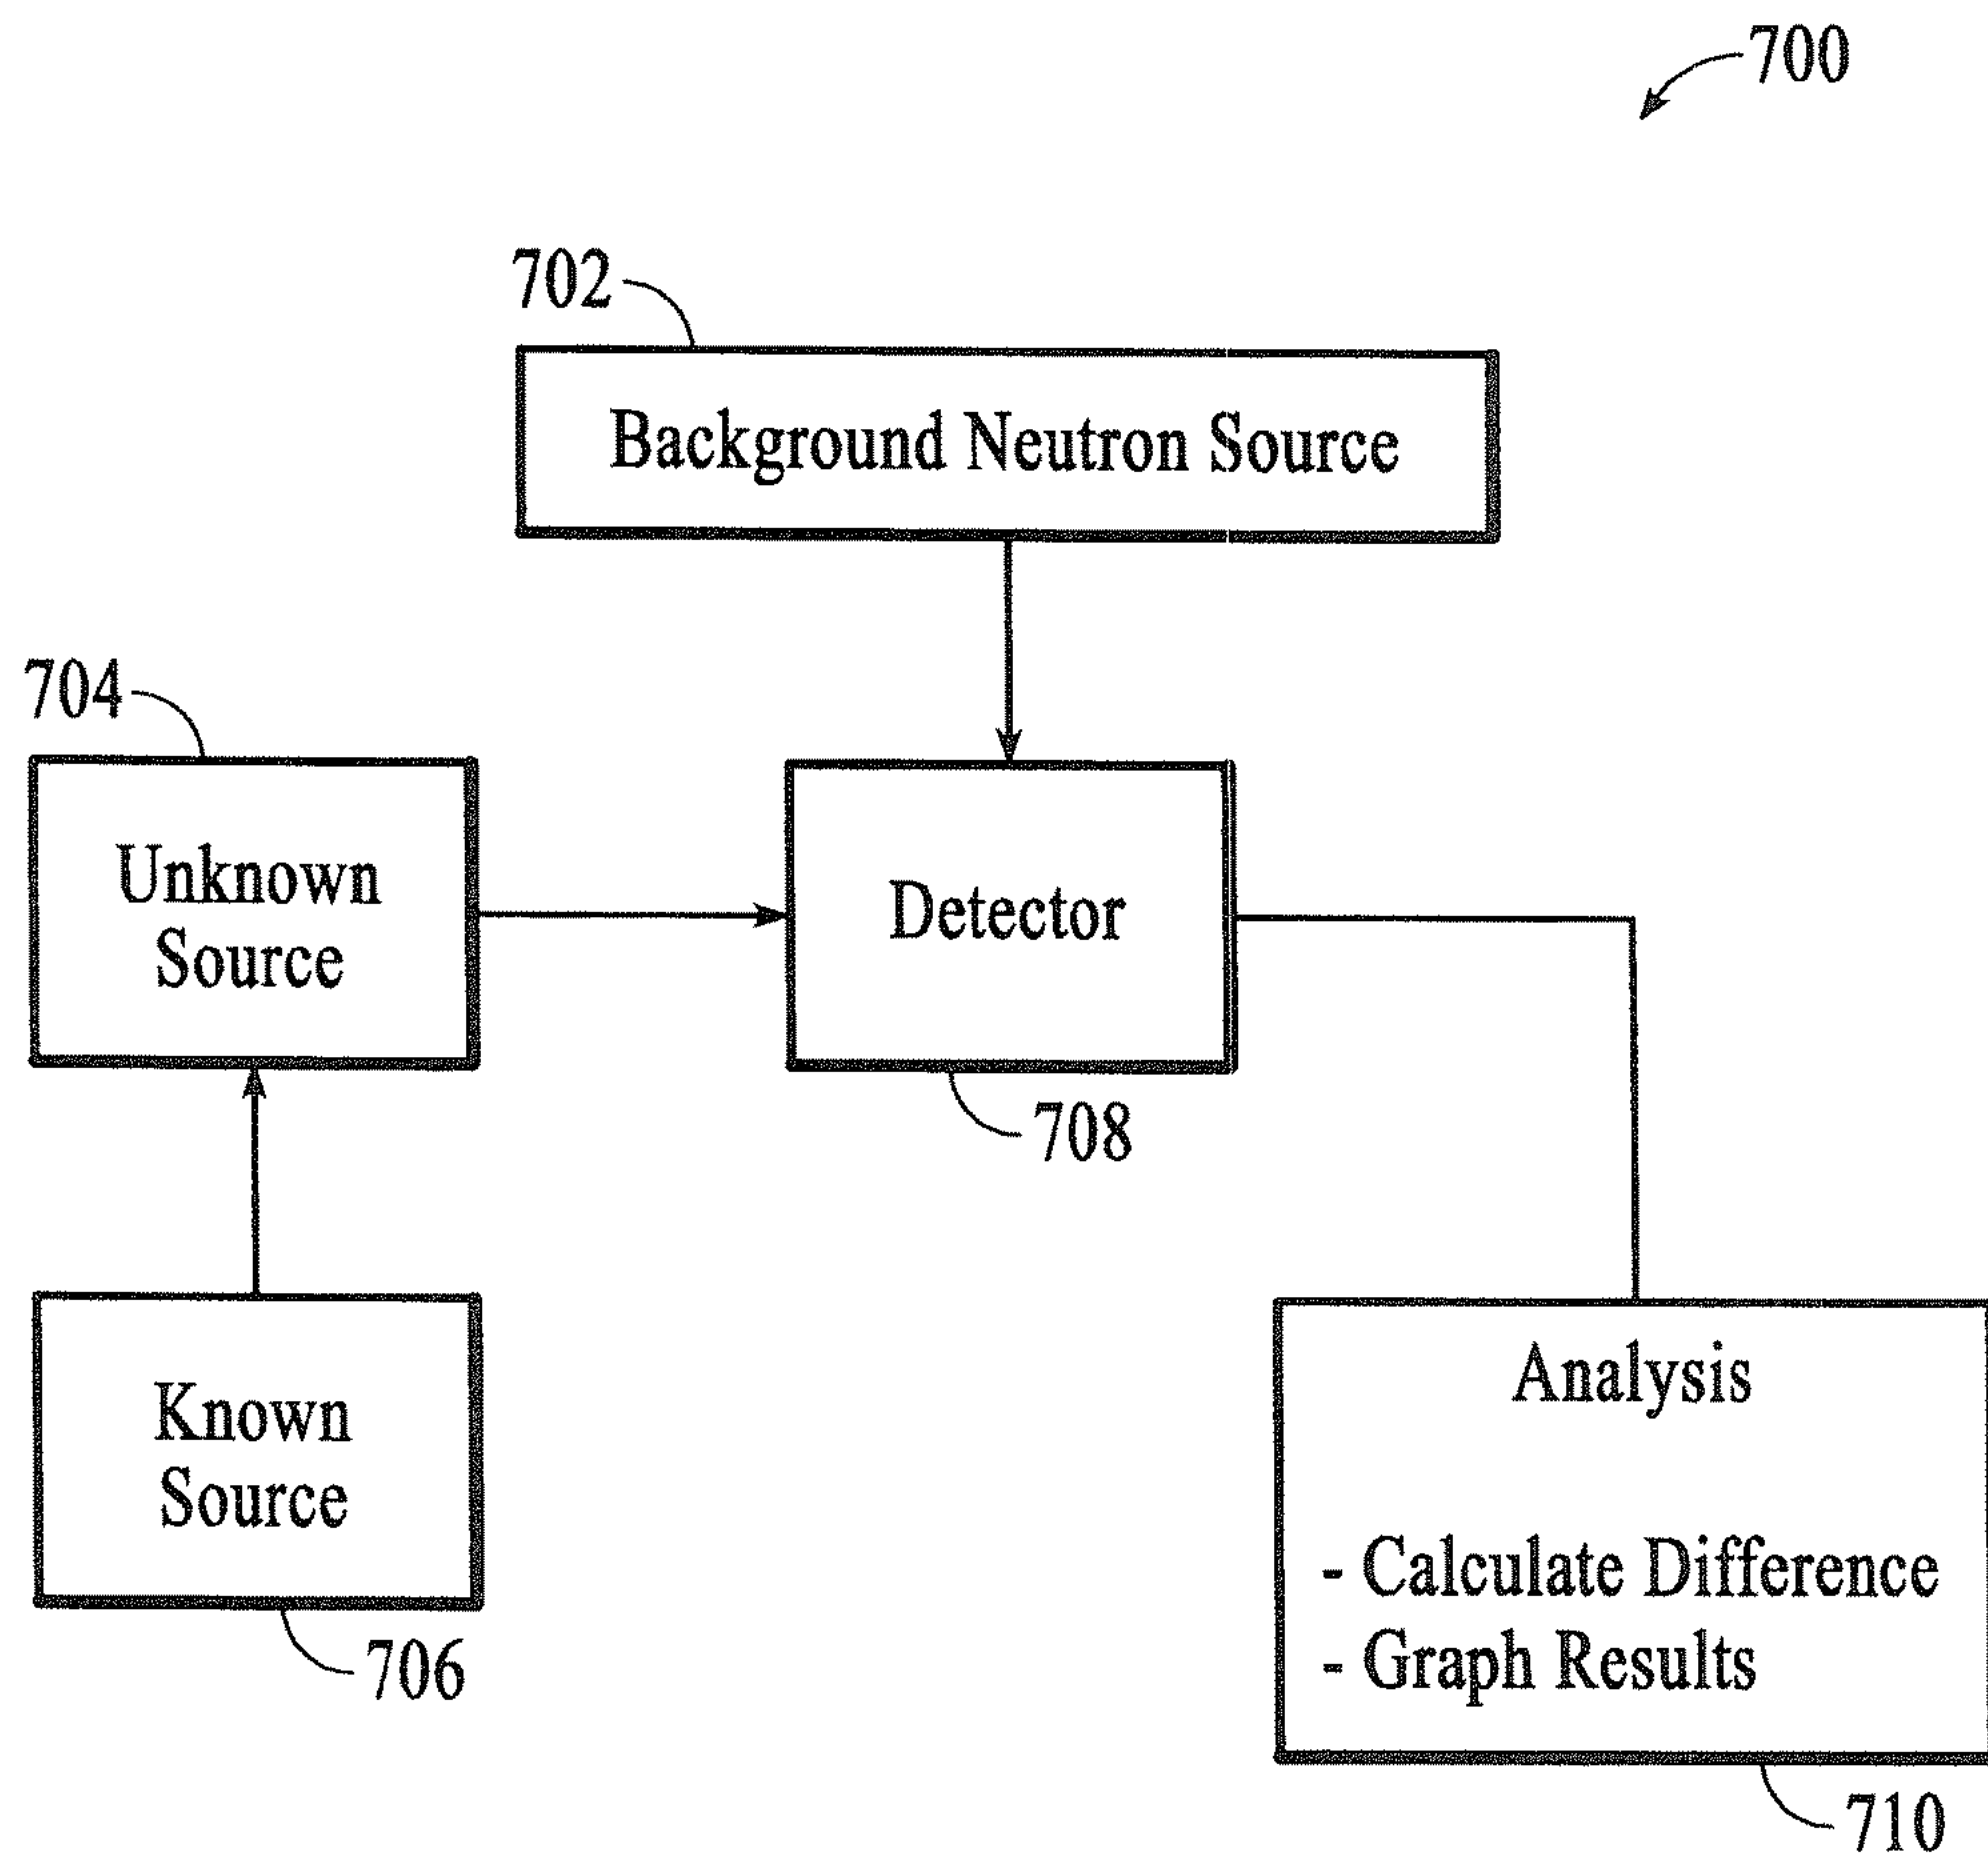 700
702
Background Neutron Source
704
Unknown
Source
Detector
708
Known
Source
706
Analysis
- Calculate Difference
- Graph Results
710